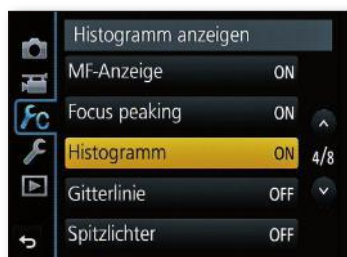 Histogramm anzeigen
MF-Anzeige ON
Focus peaking ON
Histogramm ON
4/8
Gitterlinie OFF
Spitzlichter OFF